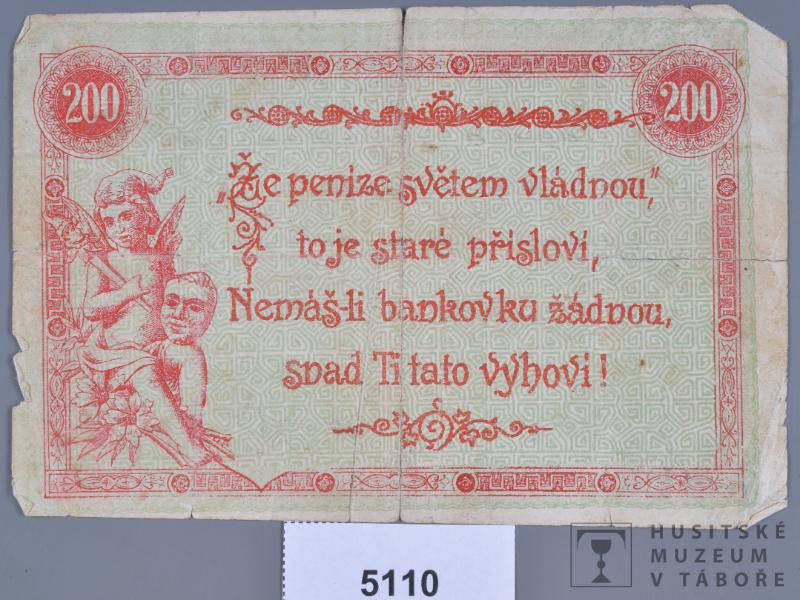 200
200
„Že peníze světem vládnou,“
to je staré přísloví,
Nemáš-li bankovku žádnou,
snad Ti tato vyhoví!
5110
HUSITSKÉ
MUZEUM
V TÁBOŘE